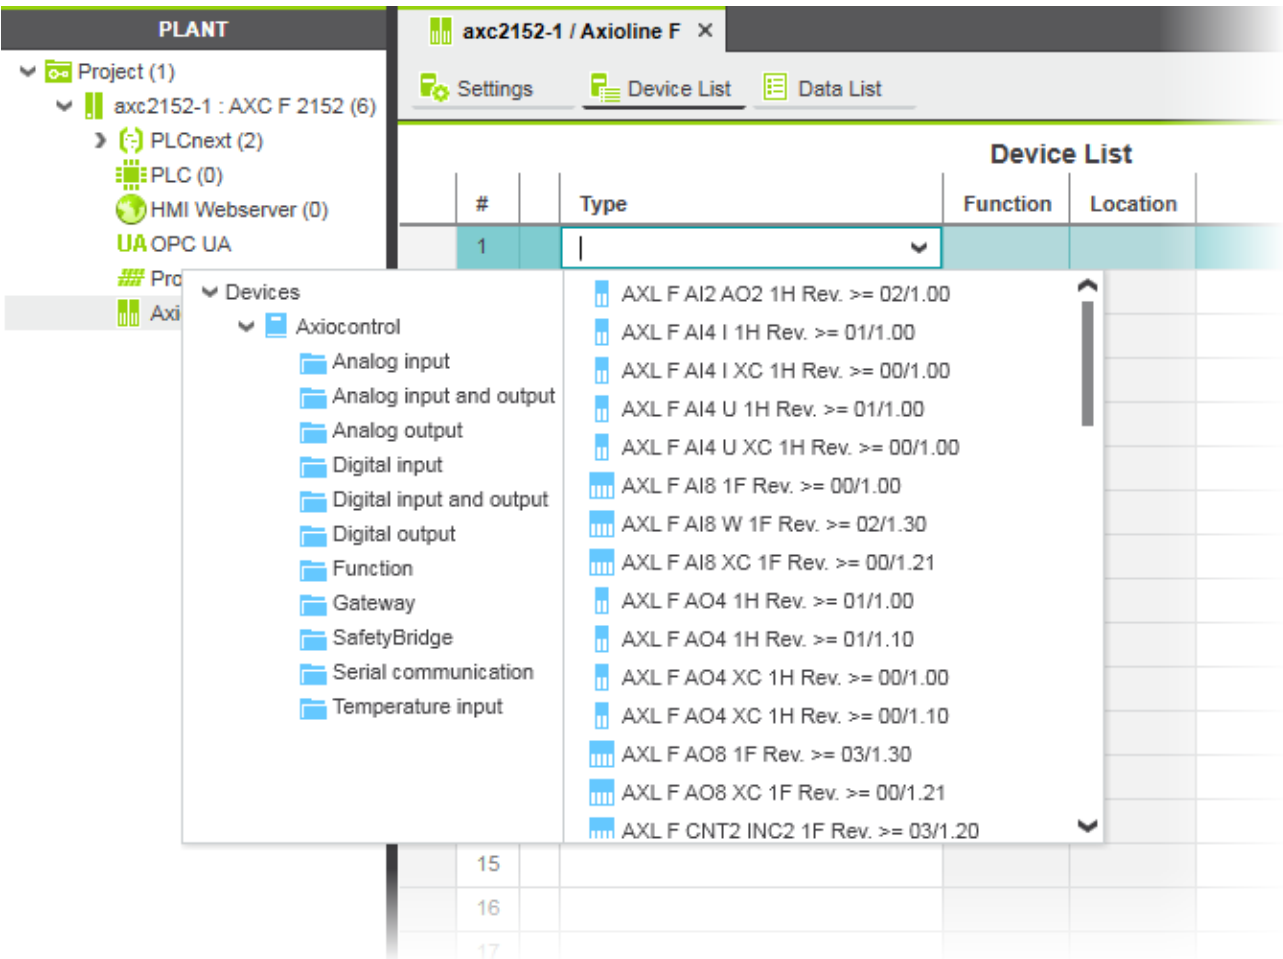 PLANT
axc2152-1 / Axioline F ×
Project (1)
Settings Device List Data List
axc2152-1 : AXC F 2152 (6)
PLCnext (2)
Device List
PLC (0)
# Type Function Location
HMI Webserver (0)
UA OPC UA
1
Pro
Axi
Devices
Axiocontrol
Analog input
Analog input and output
Analog output
Digital input
Digital input and output
Digital output
Function
Gateway
SafetyBridge
Serial communication
Temperature input
AXL F AI2 AO2 1H Rev. >= 02/1.00
AXL F AI4 I 1H Rev. >= 01/1.00
AXL F AI4 I XC 1H Rev. >= 00/1.00
AXL F AI4 U 1H Rev. >= 01/1.00
AXL F AI4 U XC 1H Rev. >= 00/1.00
AXL F AI8 1F Rev. >= 00/1.00
AXL F AI8 W 1F Rev. >= 02/1.30
AXL F AI8 XC 1F Rev. >= 00/1.21
AXL F AO4 1H Rev. >= 01/1.00
AXL F AO4 1H Rev. >= 01/1.10
AXL F AO4 XC 1H Rev. >= 00/1.00
AXL F AO4 XC 1H Rev. >= 00/1.10
AXL F AO8 1F Rev. >= 03/1.30
AXL F AO8 XC 1F Rev. >= 00/1.21
AXL F CNT2 INC2 1F Rev. >= 03/1.20
15
16
17